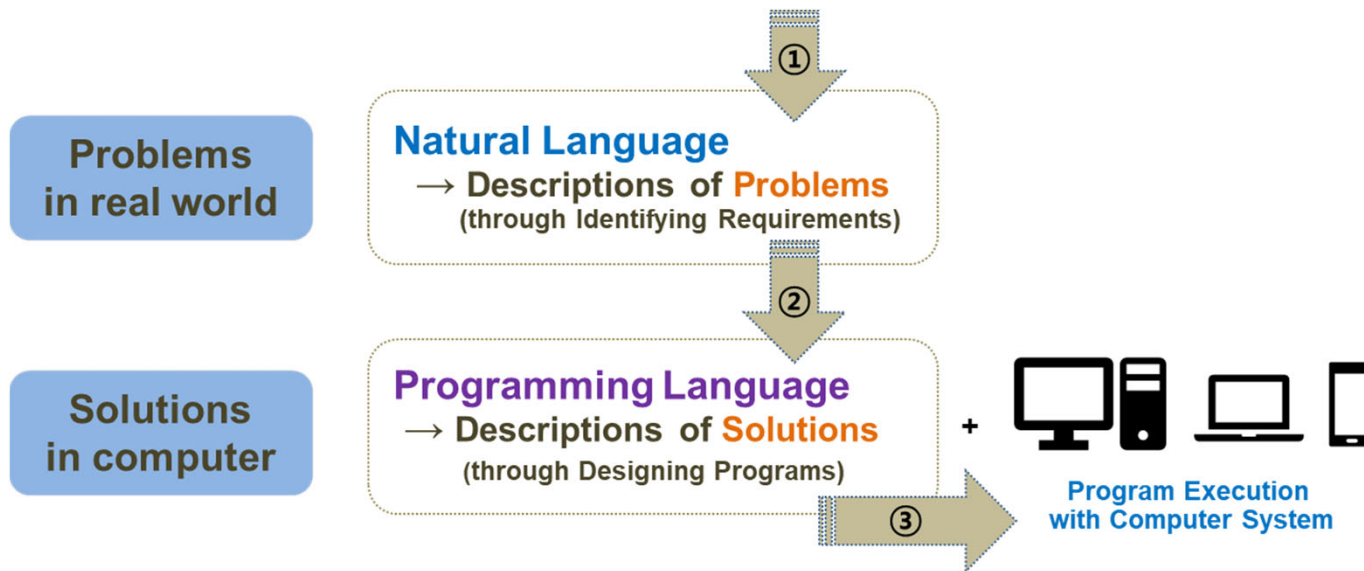 ①
Problems
in real world
Natural Language
→ Descriptions of Problems
(through Identifying Requirements)
②
Solutions
in computer
Programming Language
→ Descriptions of Solutions
(through Designing Programs)
+
③
Program Execution
with Computer System